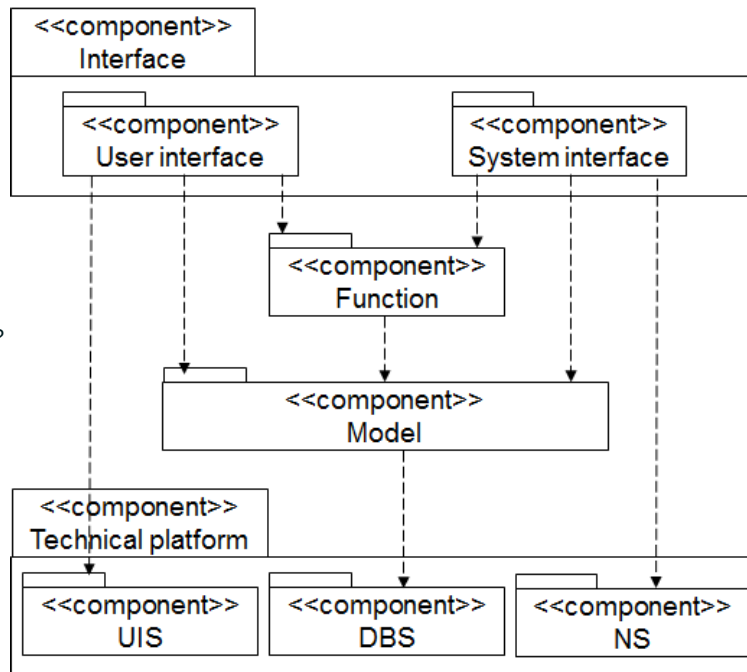 <<component>>
Interface
<<component>>
User interface
<<component>>
System interface
<<component>>
Function
<<component>>
Model
<<component>>
Technical platform
<<component>>
UIS
<<component>>
DBS
<<component>>
NS